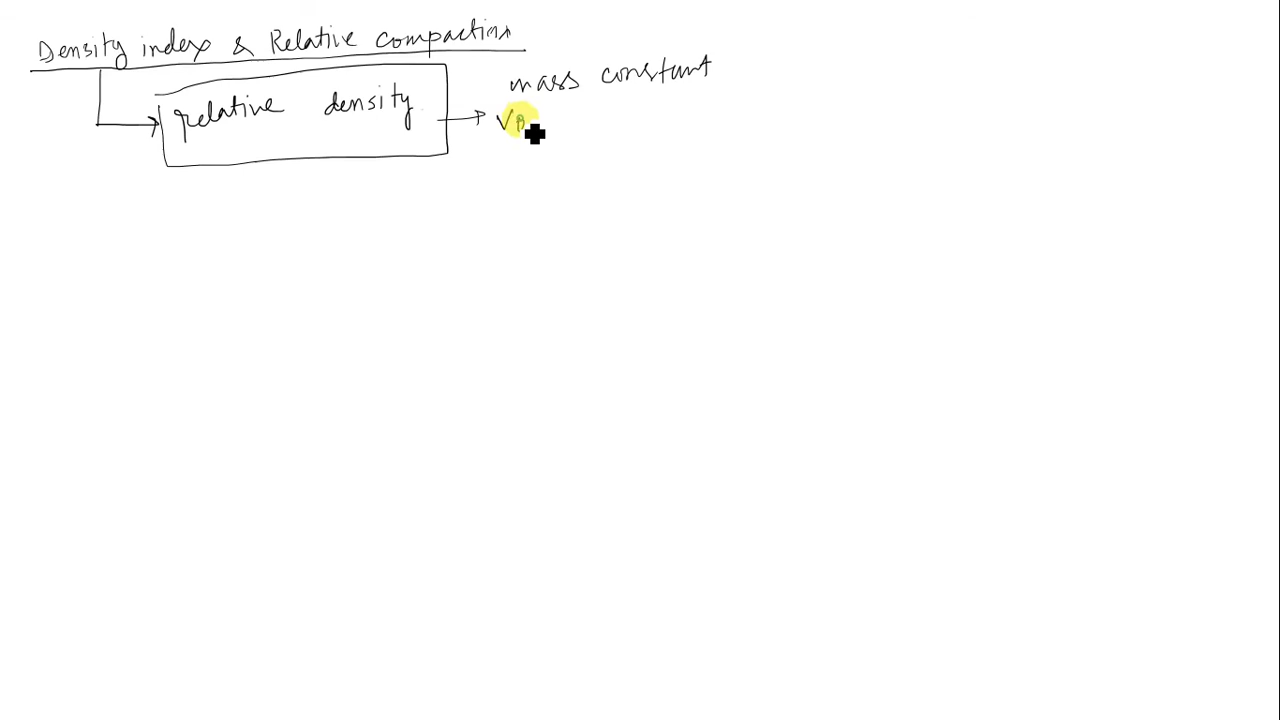 Density index & Relative compaction
mass constant
relative density